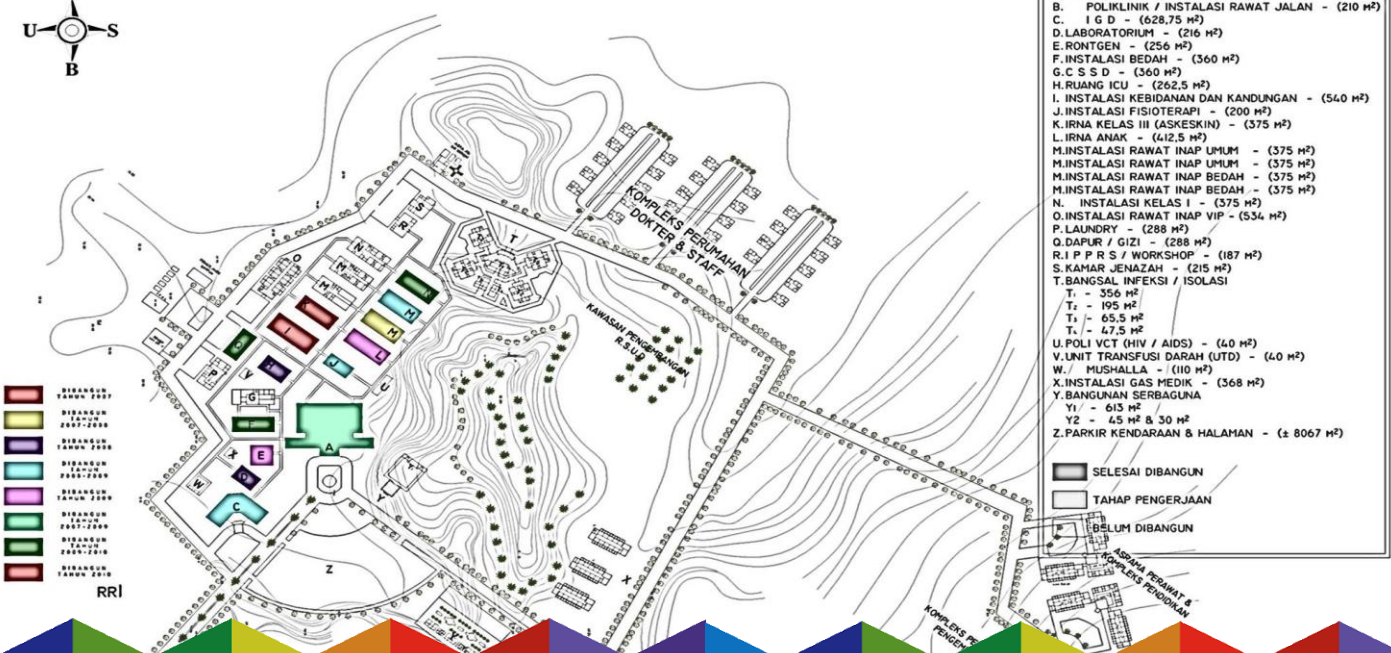 U
S
B
B. POLIKLINIK / INSTALASI RAWAT JALAN - (210 M²)
C. I G D - (628,75 M²)
D.LABORATORIUM - (216 M²)
E.RONTGEN - (256 M²)
F.INSTALASI BEDAH - (360 M²)
G.C S S D - (360 M²)
H.RUANG ICU - (262,5 M²)
I. INSTALASI KEBIDANAN DAN KANDUNGAN - (540 M²)
J.INSTALASI FISIOTERAPI - (200 M²)
K.IRNA KELAS III (ASKESKIN) - (375 M²)
L.IRNA ANAK - (412,5 M²)
M.INSTALASI RAWAT INAP UMUM - (375 M²)
M.INSTALASI RAWAT INAP UMUM - (375 M²)
M.INSTALASI RAWAT INAP BEDAH - (375 M²)
M.INSTALASI RAWAT INAP BEDAH - (375 M²)
N. INSTALASI KELAS I - (375 M²)
O.INSTALASI RAWAT INAP VIP - (534 M²)
P.LAUNDRY - (288 M²)
Q.DAPUR / GIZI - (288 M²)
R.I P P R S / WORKSHOP - (187 M²)
S.KAMAR JENAZAH - (215 M²)
T.BANGSAL INFEKSI / ISOLASI
T₁ - 356 M²
T₂ - 195 M²
T₃ - 65,5 M²
T₄ - 47,5 M²
U.POLI VCT (HIV / AIDS) - (40 M²)
V.UNIT TRANSFUSI DARAH (UTD) - (40 M²)
W. MUSHALLA - (110 M²)
X.INSTALASI GAS MEDIK - (368 M²)
Y.BANGUNAN SERBAGUNA
Y1 - 613 M²
Y2 - 45 M² & 30 M²
Z.PARKIR KENDARAAN & HALAMAN - (± 8067 M²)
SELESAI DIBANGUN
TAHAP PENGERJAAN
BELUM DIBANGUN
KOMPLEKS PERUMAHAN
DOKTER & STAFF
KAWASAN PENGEMBANGAN
R.S.U.D
S
R
T
N
O
M
M
M
M
I
L
J
U
P
V
G
A
X
E
W
C
Z
X
ASRAMA PERAWAT &
KOMPLEKS PENDIDIKAN
DIBANGUN
TAHUN 2007
DIBANGUN
TAHUN
2007-2008
DIBANGUN
TAHUN 2008
DIBANGUN
TAHUN
2008-2009
DIBANGUN
TAHUN 2009
DIBANGUN
TAHUN
2007-2009
DIBANGUN
TAHUN
2009-2010
DIBANGUN
TAHUN 2010
RRI